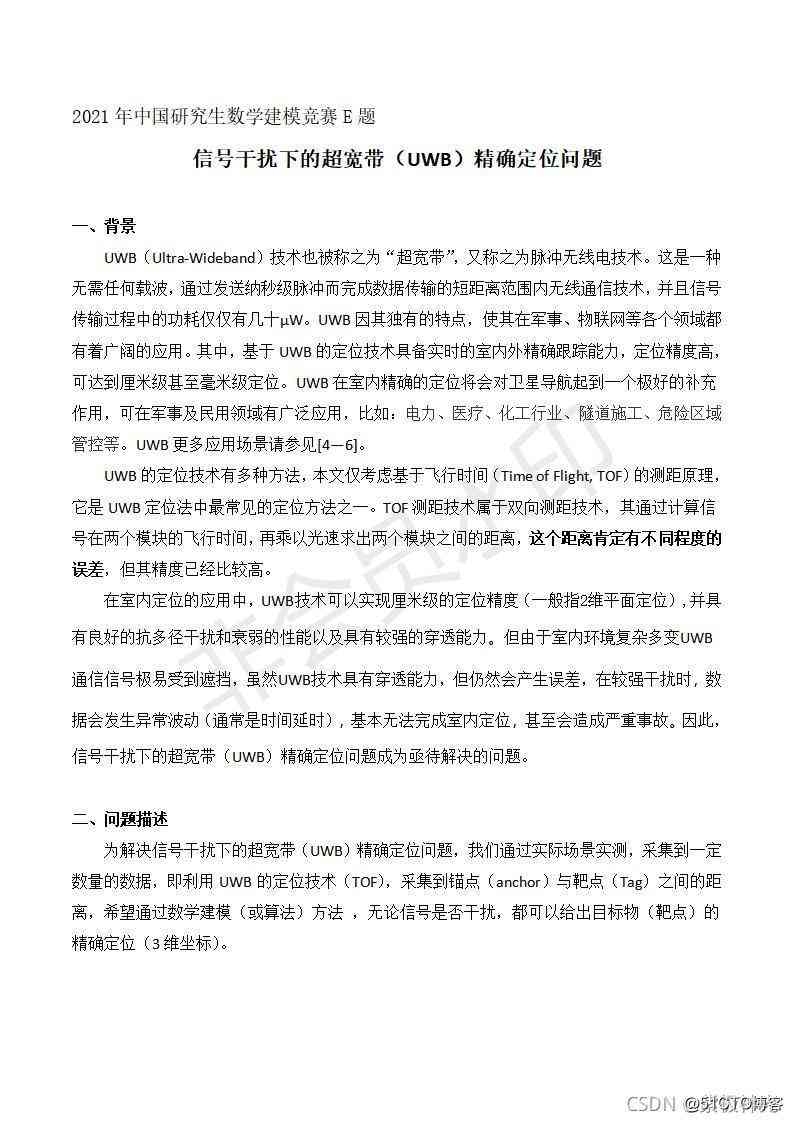 2021 年中国研究生数学建模竞赛 E 题
信号干扰下的超宽带（UWB）精确定位问题
一、背景
UWB（Ultra-Wideband）技术也被称之为“超宽带”，又称之为脉冲无线电技术。这是一种
无需任何载波，通过发送纳秒级脉冲而完成数据传输的短距离范围内无线通信技术，并且信号
传输过程中的功耗仅仅有几十μW。UWB 因其独有的特点，使其在军事、物联网等各个领域都
有着广阔的应用。其中，基于 UWB 的定位技术具备实时的室内外精确跟踪能力，定位精度高，
可达到厘米级甚至毫米级定位。UWB 在室内精确的定位将会对卫星导航起到一个极好的补充
作用，可在军事及民用领域有广泛应用，比如：电力、医疗、化工行业、隧道施工、危险区域
管控等。UWB 更多应用场景请参见[4—6]。
UWB 的定位技术有多种方法，本文仅考虑基于飞行时间（Time of Flight, TOF）的测距原理，
它是 UWB 定位法中最常见的定位方法之一。TOF 测距技术属于双向测距技术，其通过计算信
号在两个模块的飞行时间，再乘以光速求出两个模块之间的距离，这个距离肯定有不同程度的
误差，但其精度已经比较高。
在室内定位的应用中，UWB技术可以实现厘米级的定位精度（一般指2维平面定位），并具
有良好的抗多径干扰和衰弱的性能以及具有较强的穿透能力。但由于室内环境复杂多变UWB
通信信号极易受到遮挡，虽然UWB技术具有穿透能力，但仍然会产生误差，在较强干扰时，数
据会发生异常波动（通常是时间延时），基本无法完成室内定位，甚至会造成严重事故。因此，
信号干扰下的超宽带（UWB）精确定位问题成为亟待解决的问题。
二、问题描述
为解决信号干扰下的超宽带（UWB）精确定位问题，我们通过实际场景实测，采集到一定
数量的数据，即利用 UWB 的定位技术（TOF），采集到锚点（anchor）与靶点（Tag）之间的距
离，希望通过数学建模（或算法）方法 ，无论信号是否干扰，都可以给出目标物（靶点）的
精确定位（3 维坐标）。
非会员水印
CSDN @51CTO博客